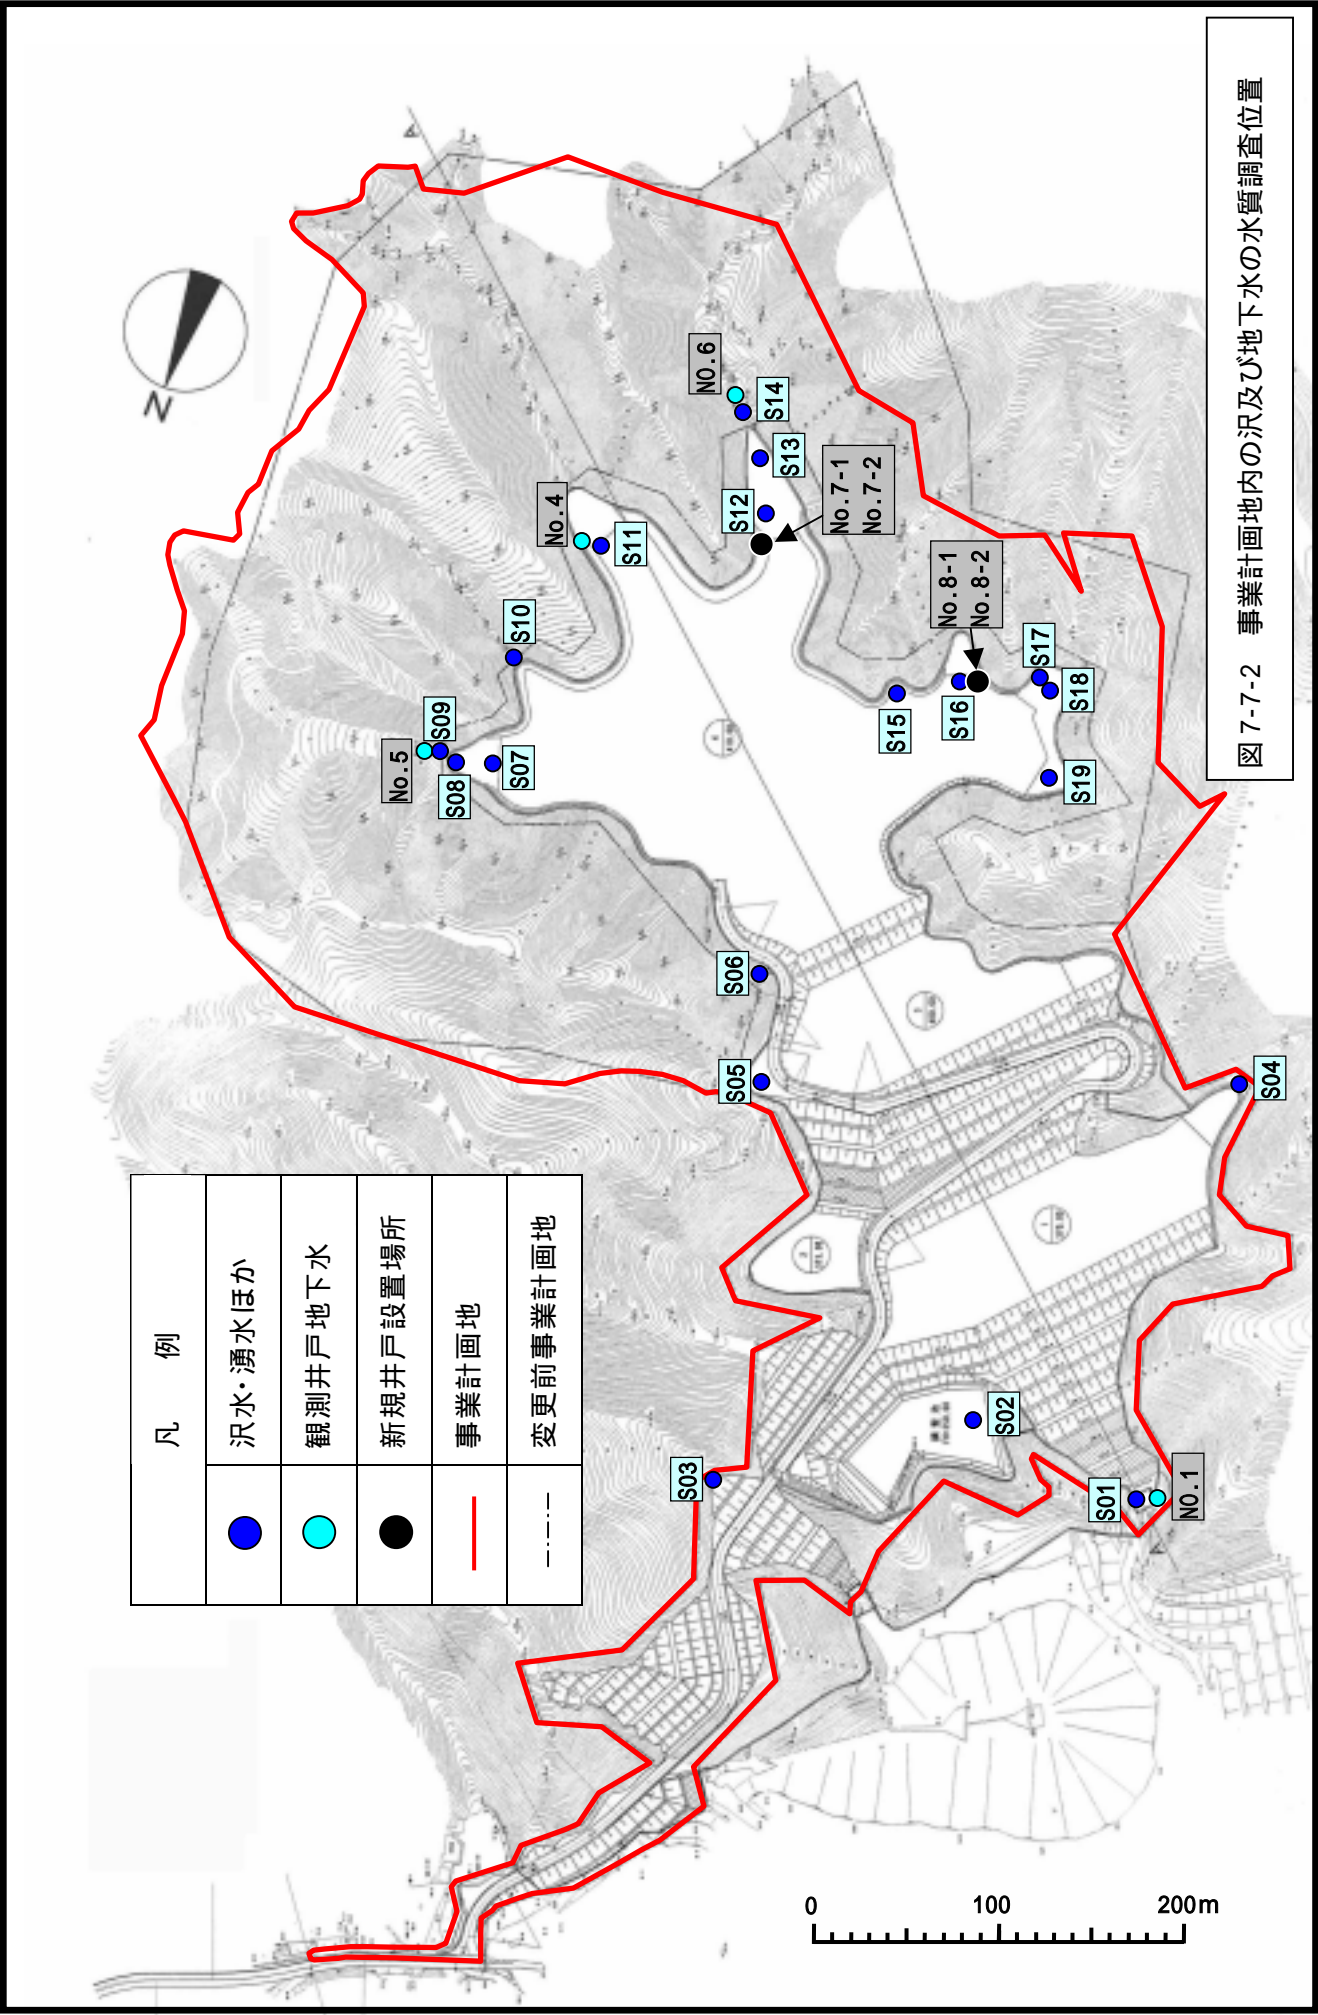 図 7-7-2　事業計画地内の沢及び地下水の水質調査位置
N
凡　例
沢水・湧水ほか
観測井戸地下水
新規井戸設置場所
事業計画地
変更前事業計画地
NO.6
S14
S13
S12
No.7-1
No.7-2
No.4
S11
S10
No.8-1
No.8-2
S17
S18
S16
S15
S19
S09
No.5
S08
S07
S06
S05
S04
S03
S02
S01
NO.1
A
A
0
100
200m